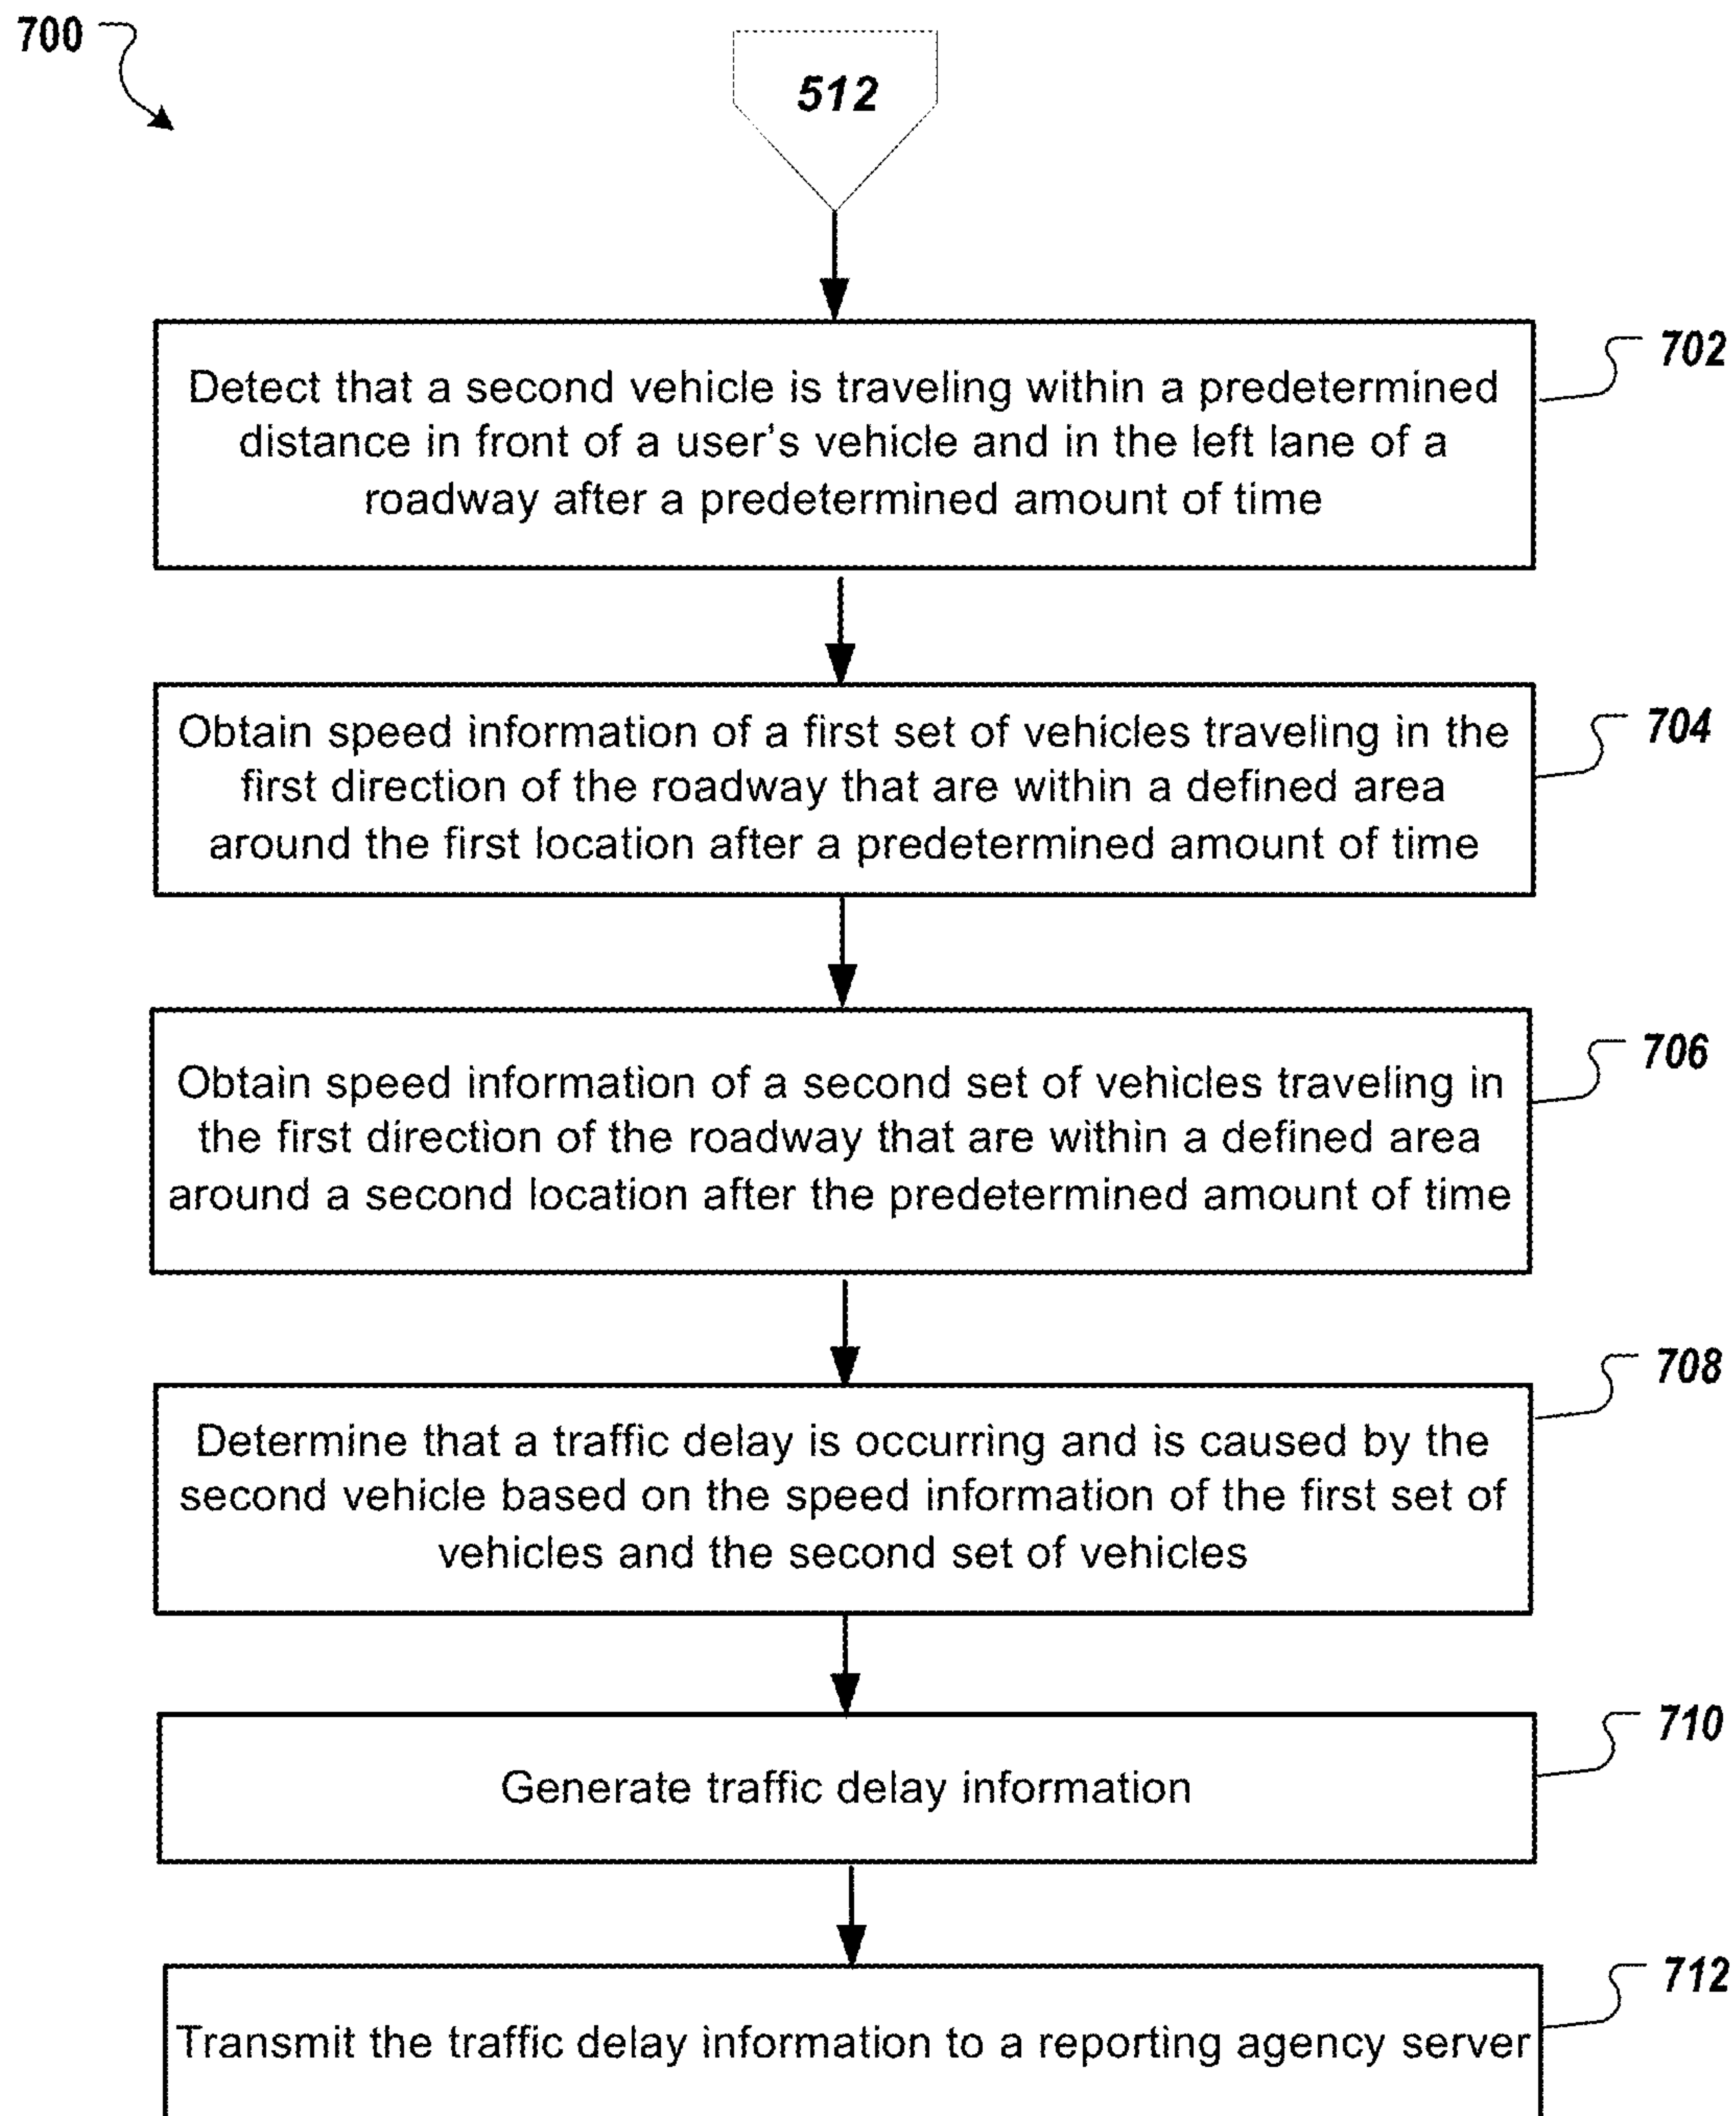 700
512
Detect that a second vehicle is traveling within a predetermined
distance in front of a user’s vehicle and in the left lane of a
roadway after a predetermined amount of time
702
Obtain speed information of a first set of vehicles traveling in the
first direction of the roadway that are within a defined area
around the first location after a predetermined amount of time
704
Obtain speed information of a second set of vehicles traveling in
the first direction of the roadway that are within a defined area
around a second location after the predetermined amount of time
706
Determine that a traffic delay is occurring and is caused by the
second vehicle based on the speed information of the first set of
vehicles and the second set of vehicles
708
Generate traffic delay information
710
Transmit the traffic delay information to a reporting agency server
712